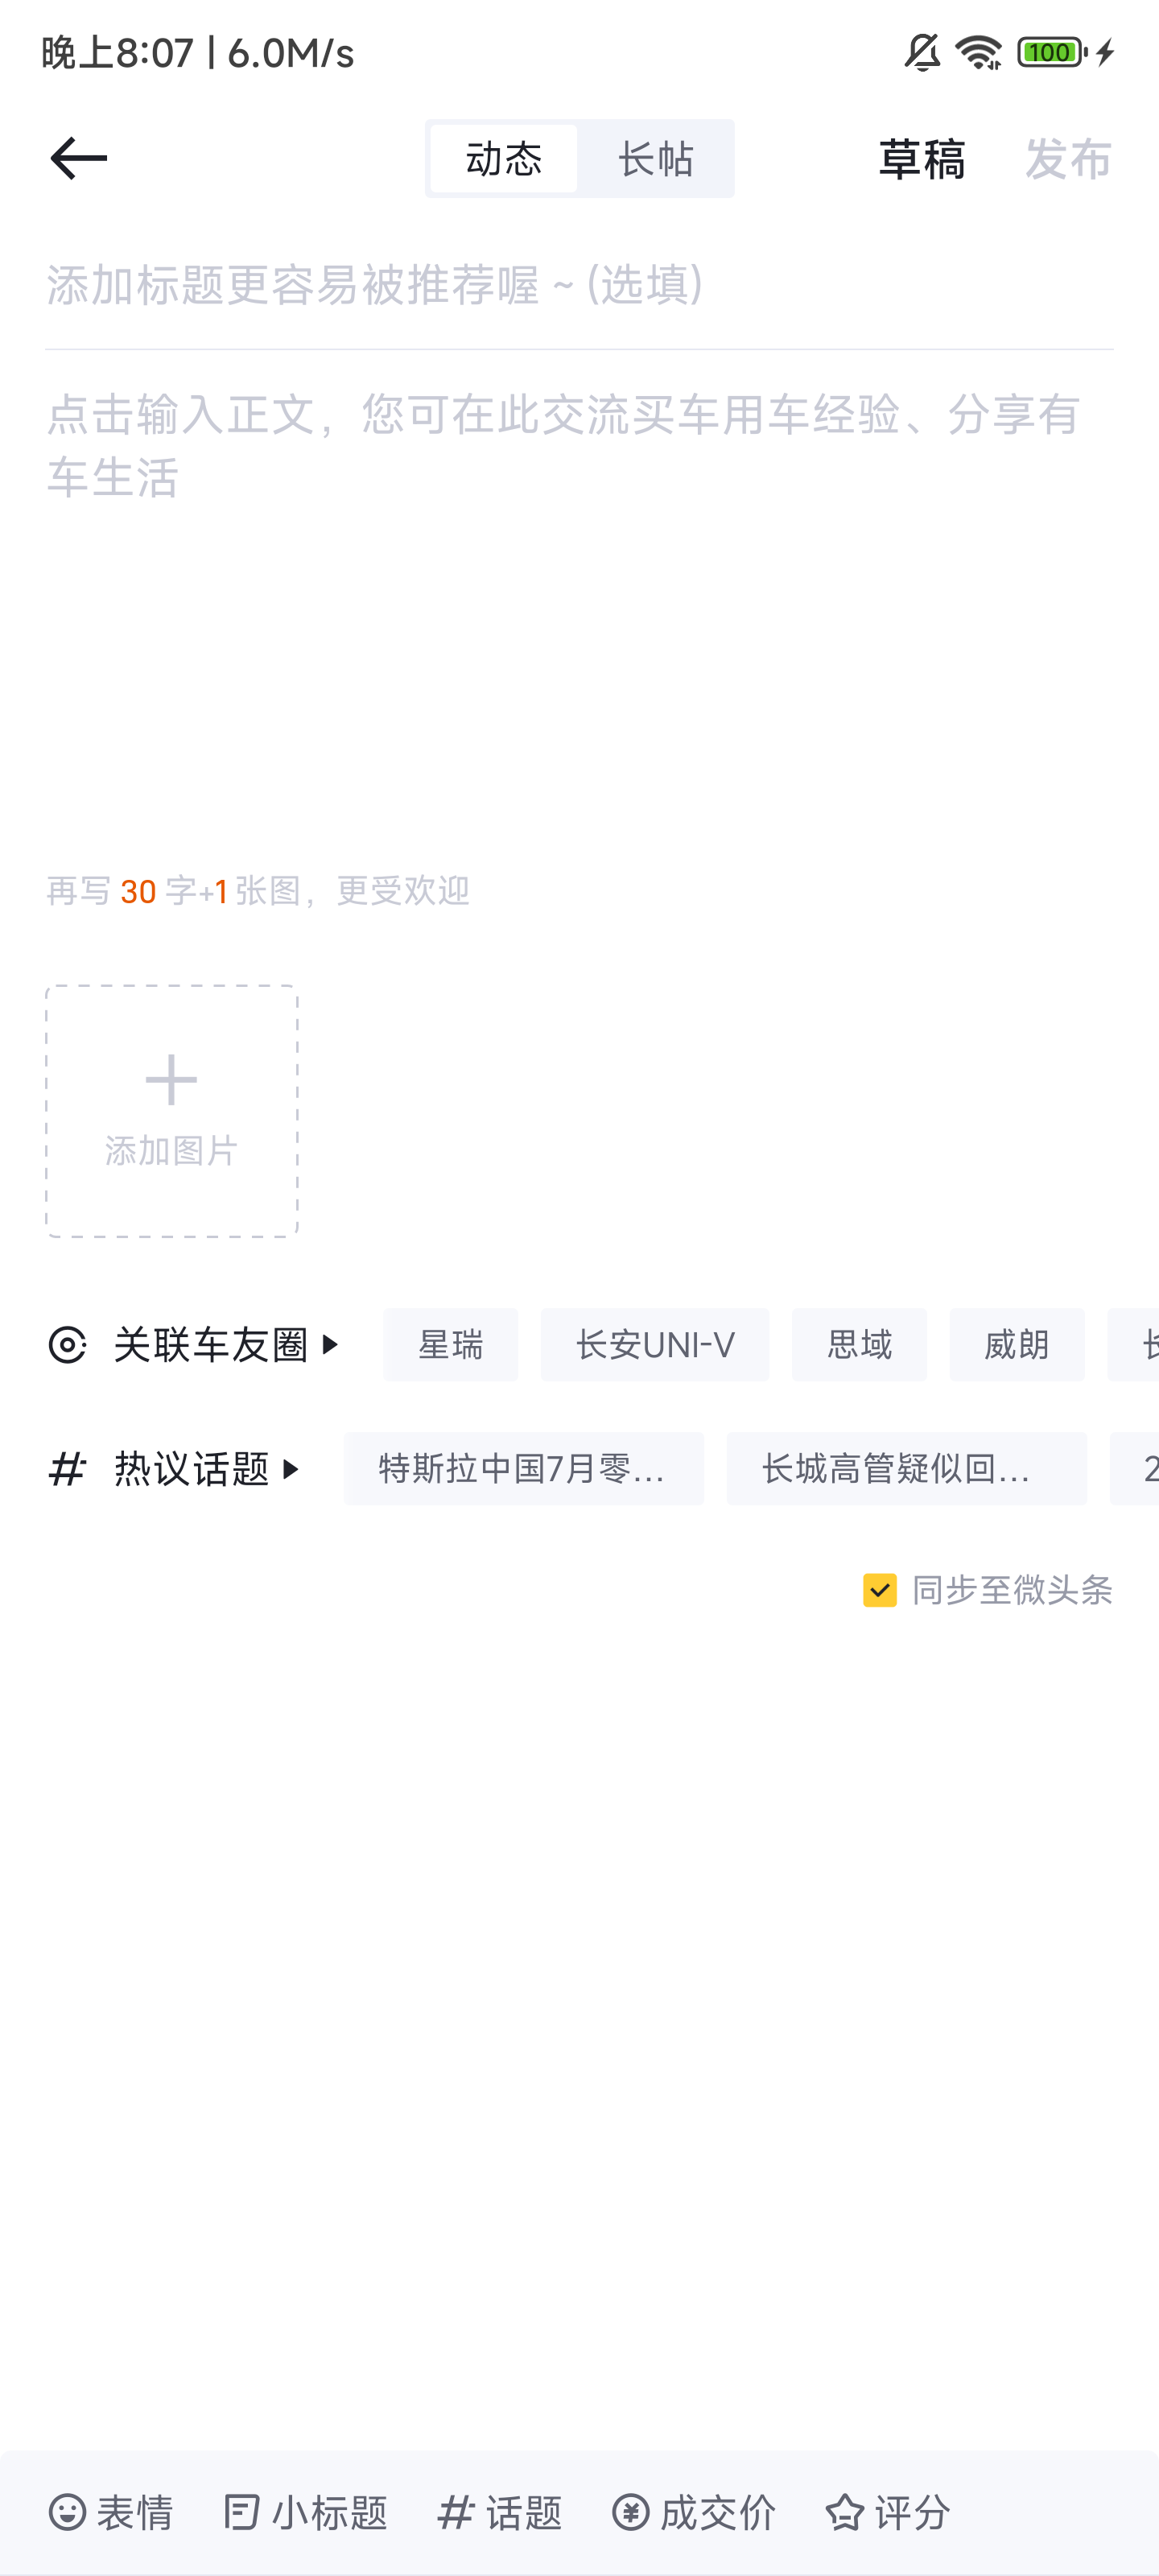 晚上8:07 | 6.0M/s
100
动态 长帖 草稿 发布
添加标题更容易被推荐喔 ~ (选填)
点击输入正文，您可在此交流买车用车经验、分享有
车生活
再写 30 字+1 张图，更受欢迎
添加图片
关联车友圈 星瑞 长安UNI-V 思域 威朗
# 热议话题 特斯拉中国7月零... 长城高管疑似回... 2
同步至微头条
表情 小标题 # 话题 成交价 评分